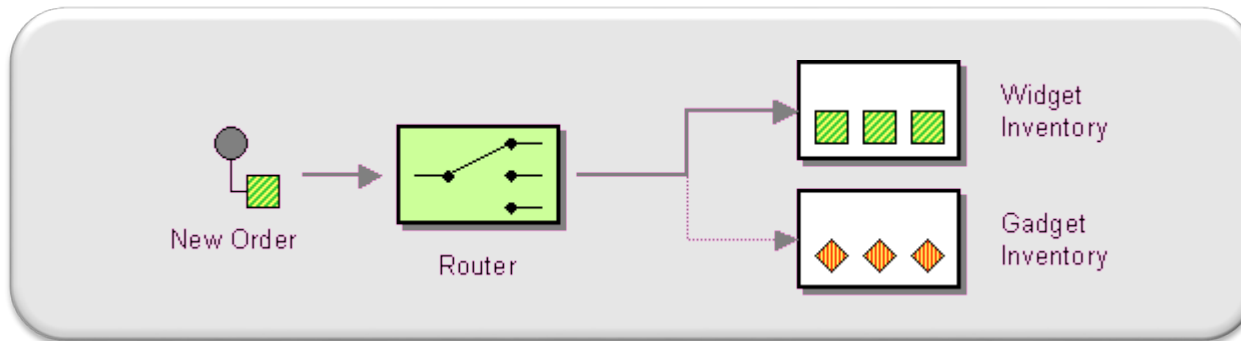 New Order
Router
Widget
Inventory
Gadget
Inventory